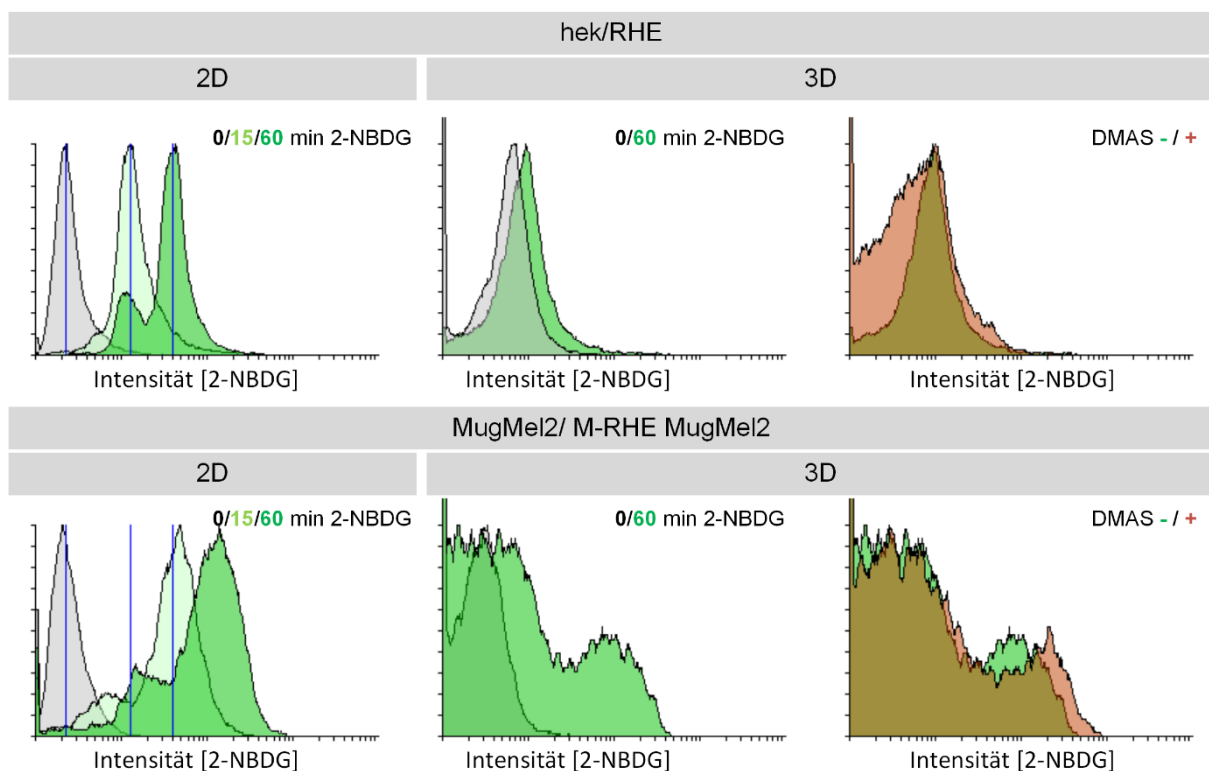 hek/RHE
2D
3D
0/15/60 min 2-NBDG
0/60 min 2-NBDG
DMAS - / +
Intensität [2-NBDG]
Intensität [2-NBDG]
Intensität [2-NBDG]
MugMel2/ M-RHE MugMel2
2D
3D
0/15/60 min 2-NBDG
0/60 min 2-NBDG
DMAS - / +
Intensität [2-NBDG]
Intensität [2-NBDG]
Intensität [2-NBDG]